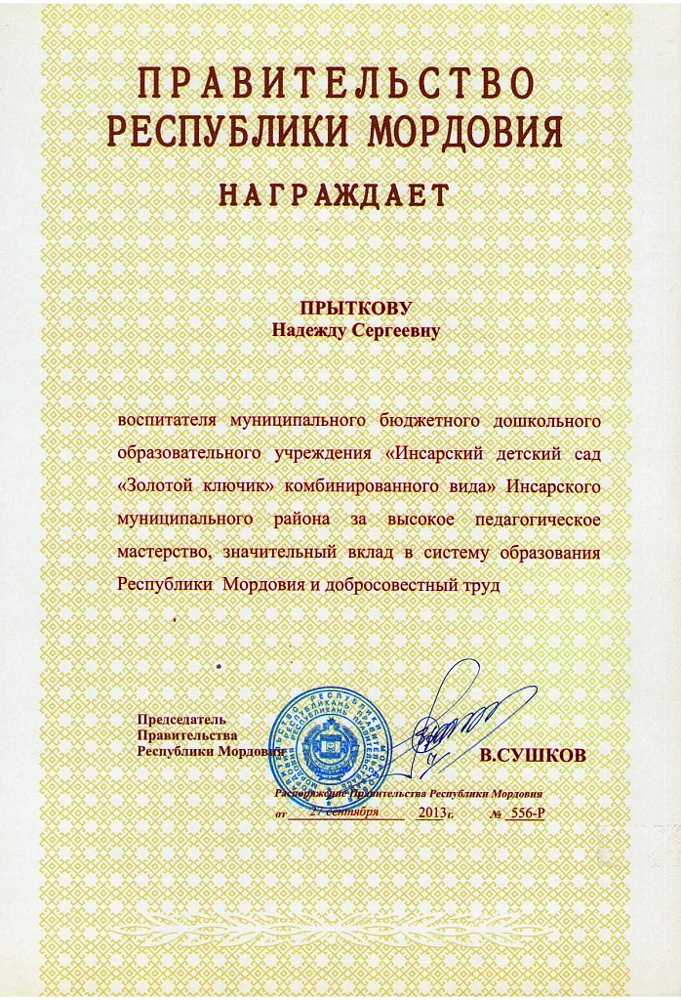 ПРАВИТЕЛЬСТВО
РЕСПУБЛИКИ МОРДОВИЯ
НАГРАЖДАЕТ
ПРЫТКОВУ
Надежду Сергеевну
воспитателя муниципального бюджетного дошкольного
образовательного учреждения «Инсарский детский сад
«Золотой ключик» комбинированного вида» Инсарского
муниципального района за высокое педагогическое
мастерство, значительный вклад в систему образования
Республики Мордовия и добросовестный труд
Председатель
Правительства
Республики Мордовия
В.СУШКОВ
Распоряжение Правительства Республики Мордовия
от 27 сентября 2013г. № 556-Р